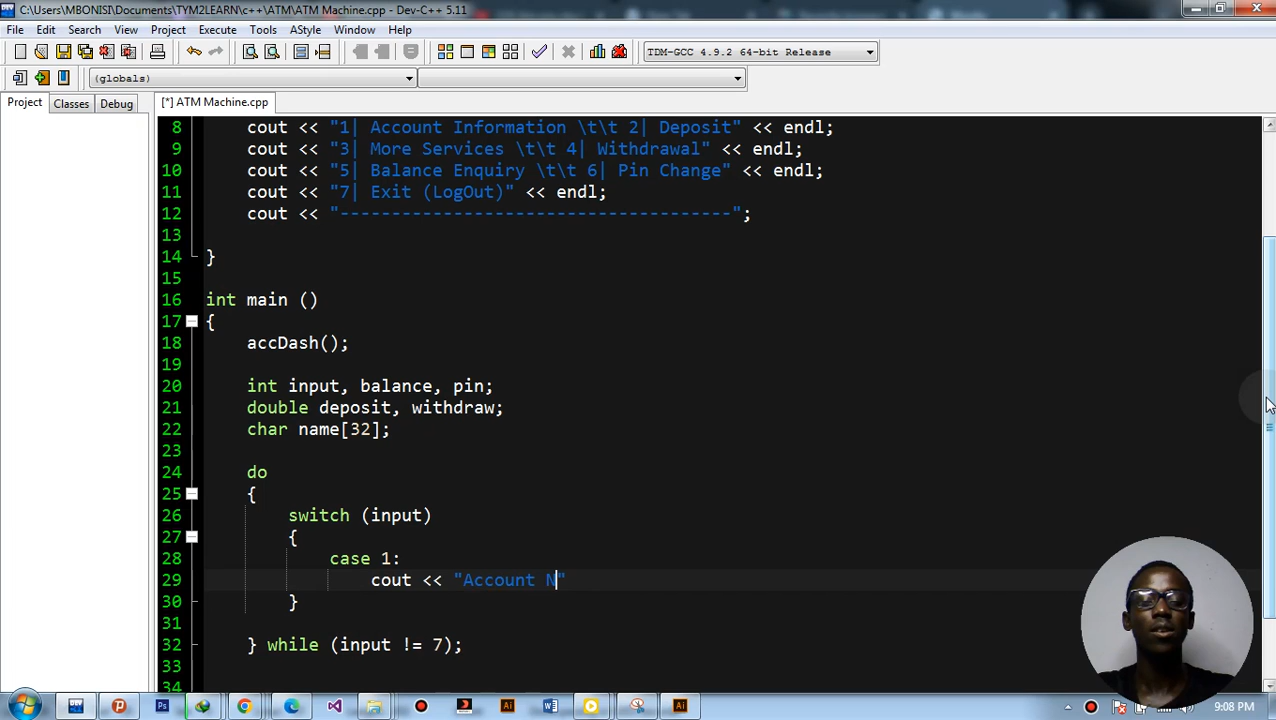 C:\Users\MBONISI\Documents\TYM2LEARN\c++\ATM\ATM Machine.cpp - Dev-C++ 5.11
File Edit Search View Project Execute Tools AStyle Window Help
TDM-GCC 4.9.2 64-bit Release
(globals)
Project Classes Debug [*] ATM Machine.cpp
8 cout << "1| Account Information \t\t 2| Deposit" << endl;
9 cout << "3| More Services \t\t 4| Withdrawal" << endl;
10 cout << "5| Balance Enquiry \t\t 6| Pin Change" << endl;
11 cout << "7| Exit (LogOut)" << endl;
12 cout << "--------------------------------------";
13
14 }
15
16 int main ()
17 {
18 accDash();
19
20 int input, balance, pin;
21 double deposit, withdraw;
22 char name[32];
23
24 do
25 {
26 switch (input)
27 {
28 case 1:
29 cout << "Account N"
30 }
31
32 } while (input != 7);
33
34
DEV Ps Ai W Ai 9:08 PM